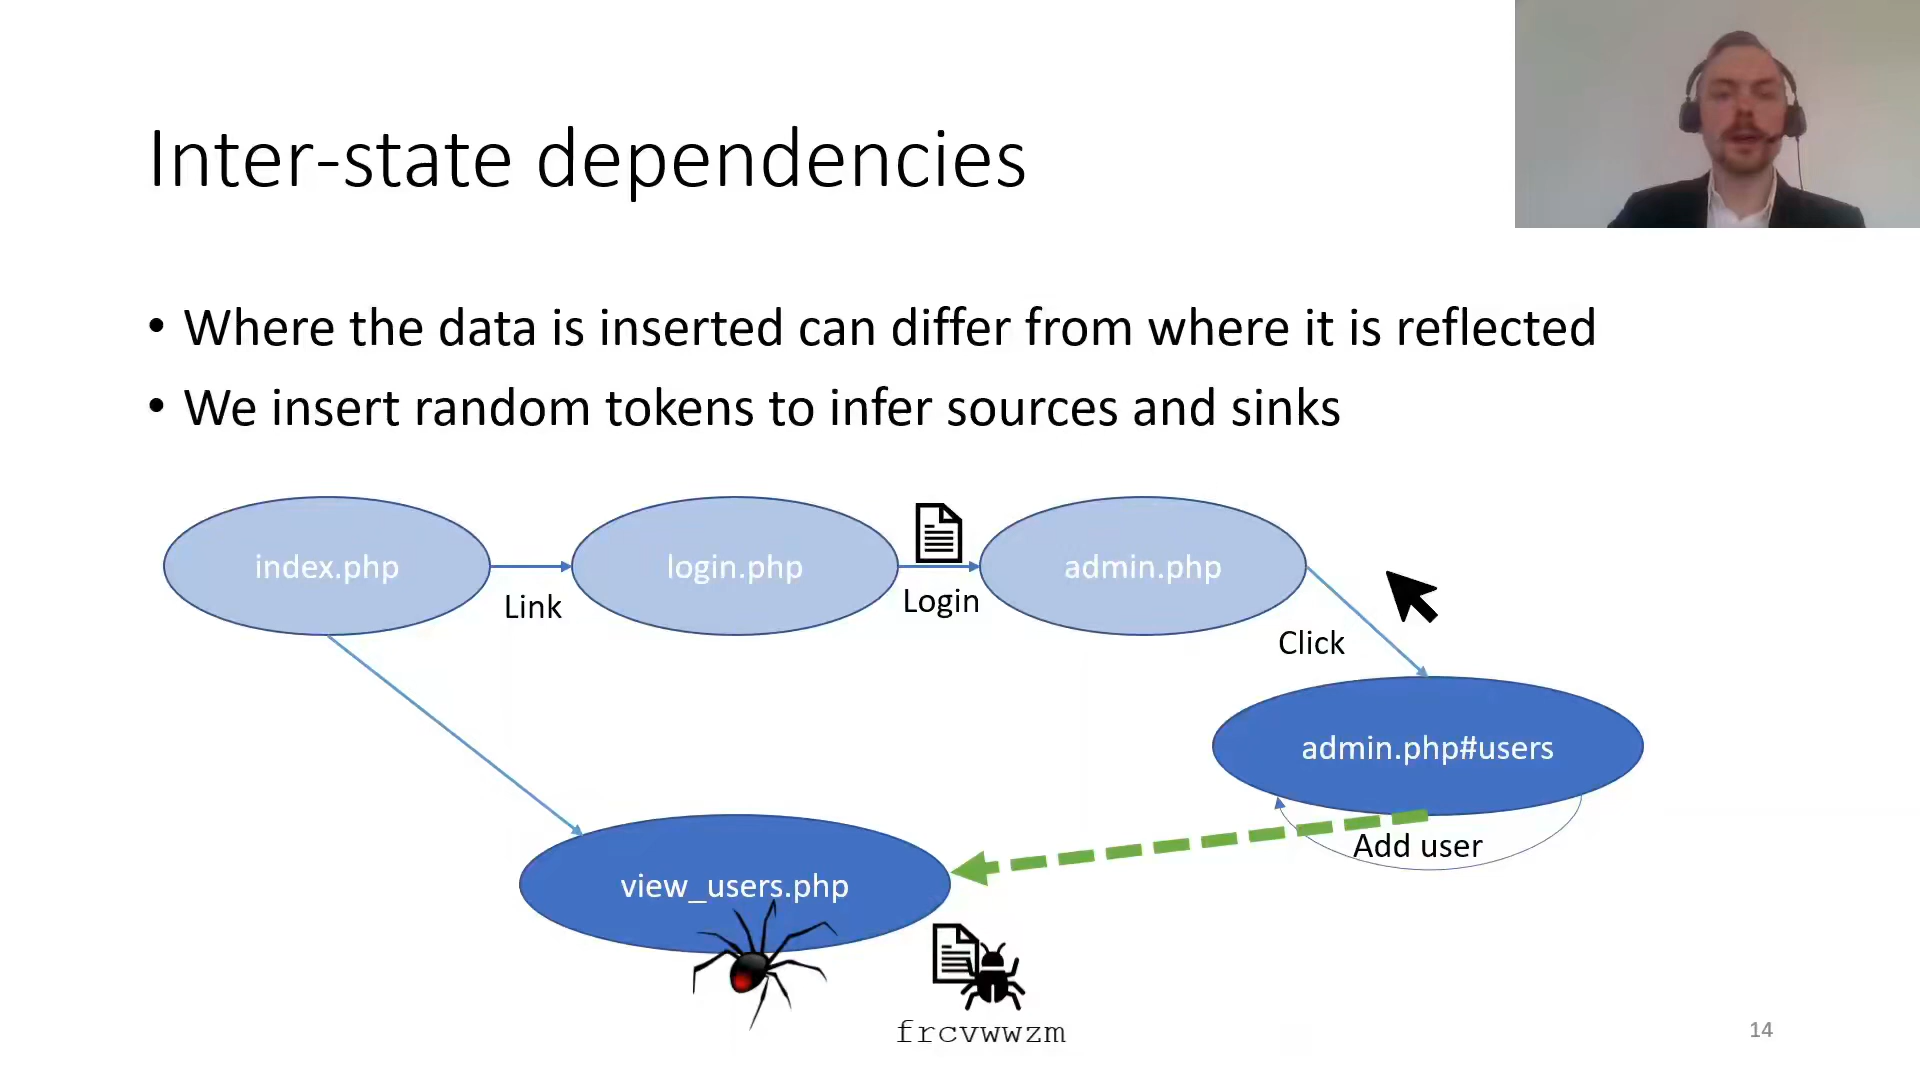 Inter-state dependencies
• Where the data is inserted can differ from where it is reflected
• We insert random tokens to infer sources and sinks
index.php
Link
login.php
Login
admin.php
Click
admin.php#users
Add user
view_users.php
frcvwwzm
14